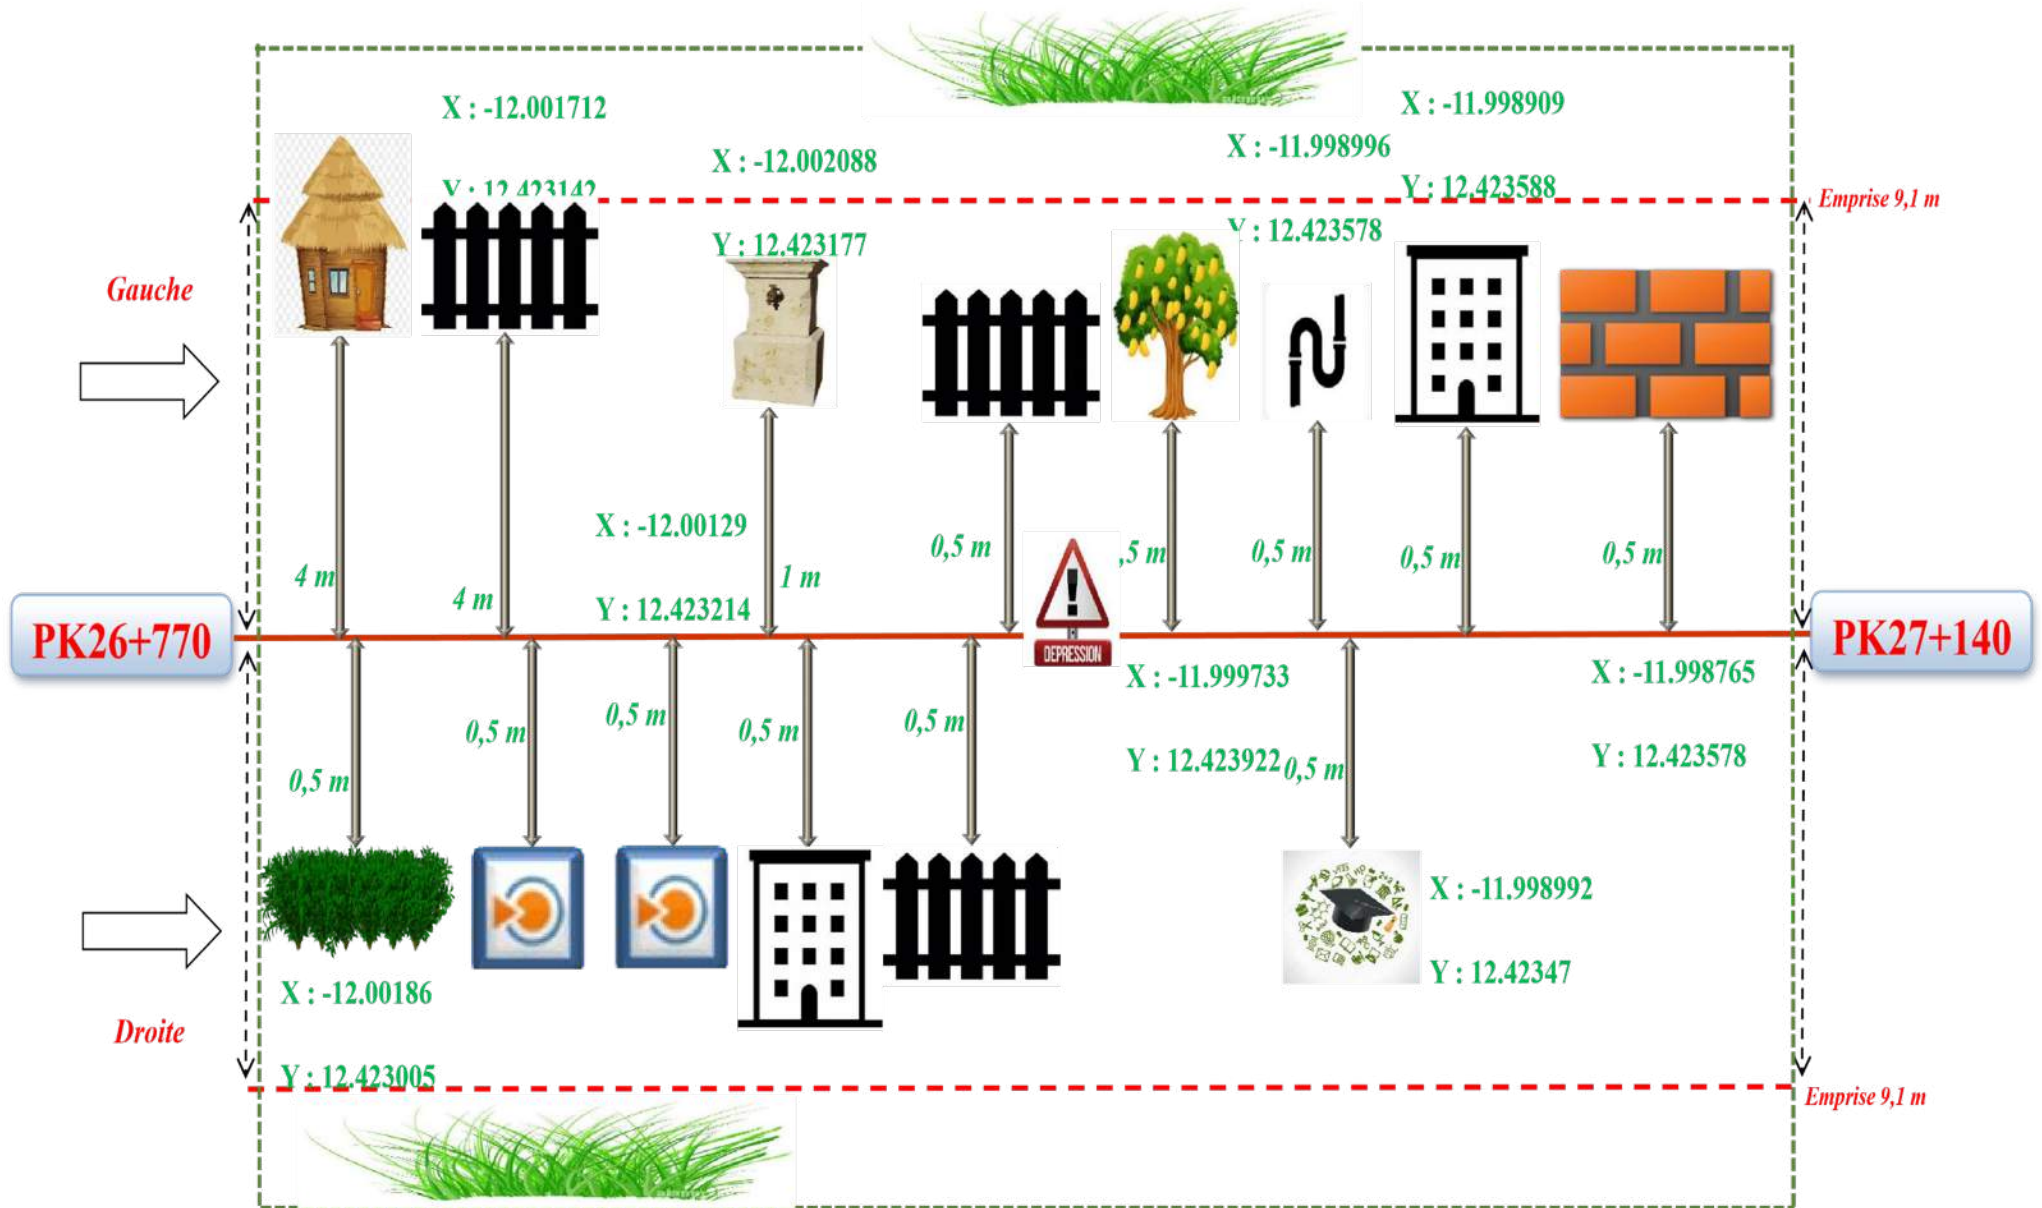 X : -12.001712
Y : 12.423142
X : -12.002088
Y : 12.423177
X : -11.998996
Y : 12.423578
X : -11.998909
Y : 12.423588
Emprise 9,1 m
Gauche
4 m
4 m
X : -12.00129
Y : 12.423214
1 m
0,5 m
,5 m
0,5 m
0,5 m
0,5 m
PK26+770
DEPRESSION
PK27+140
0,5 m
0,5 m
0,5 m
0,5 m
0,5 m
X : -11.999733
Y : 12.423922
0,5 m
X : -11.998765
Y : 12.423578
X : -11.998992
Y : 12.42347
Droite
X : -12.00186
Y : 12.423005
Emprise 9,1 m